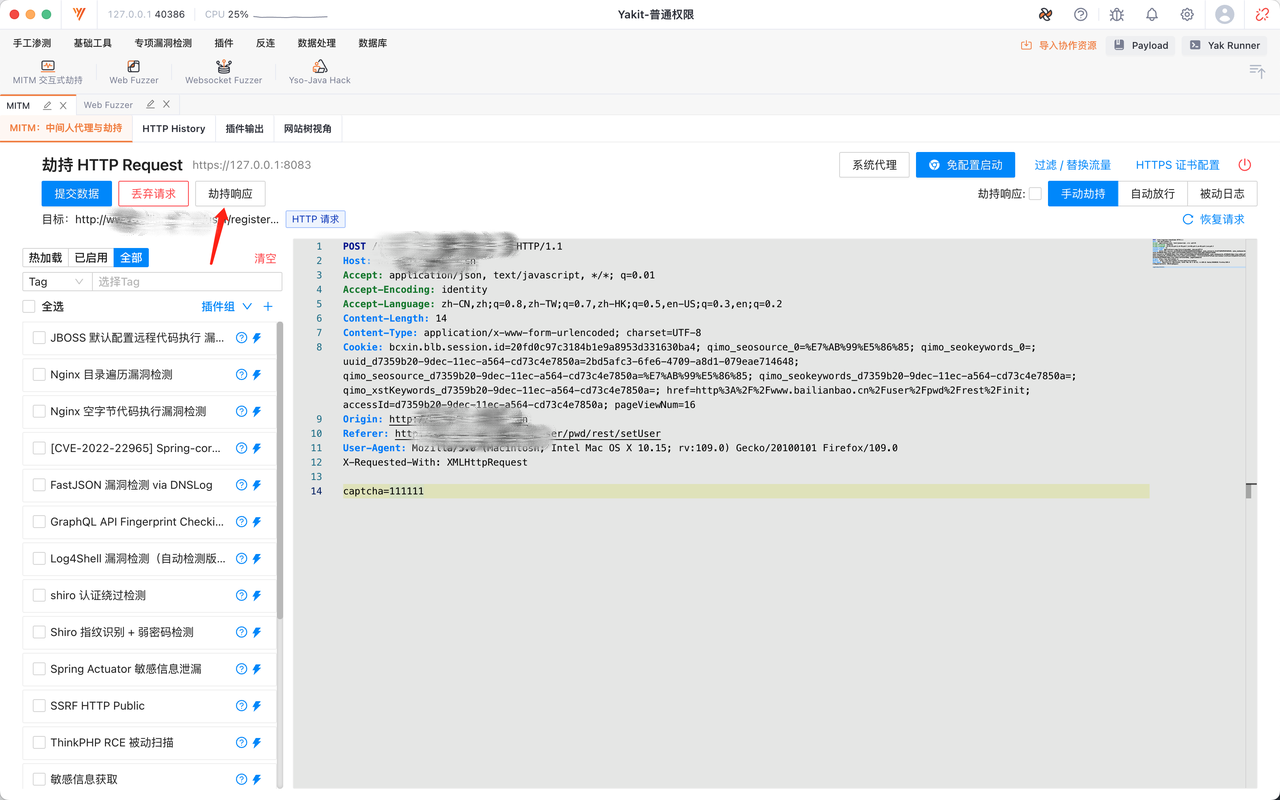 127.0.0.1 40386 CPU 25% Yakit-普通权限
手工渗测 基础工具 专项漏洞检测 插件 反连 数据处理 数据库 导入协作资源 Payload Yak Runner
MITM 交互式劫持 Web Fuzzer Websocket Fuzzer Yso-Java Hack
MITM Web Fuzzer
MITM：中间人代理与劫持 HTTP History 插件输出 网站树视角
劫持 HTTP Request https://127.0.0.1:8083 系统代理 免配置启动 过滤 / 替换流量 HTTPS 证书配置
提交数据 丢弃请求 劫持响应 劫持响应: 手动劫持 自动放行 被动日志
目标: http://w /register... HTTP 请求 恢复请求
热加载 已启用 全部 清空
Tag 选择Tag
全选 插件组
JBOSS 默认配置远程代码执行 漏...
Nginx 目录遍历漏洞检测
Nginx 空字节代码执行漏洞检测
[CVE-2022-22965] Spring-cor...
FastJSON 漏洞检测 via DNSLog
GraphQL API Fingerprint Checki...
Log4Shell 漏洞检测（自动检测版...
shiro 认证绕过检测
Shiro 指纹识别 + 弱密码检测
Spring Actuator 敏感信息泄漏
SSRF HTTP Public
ThinkPHP RCE 被动扫描
敏感信息获取
1 POST / HTTP/1.1
2 Host:
3 Accept: application/json, text/javascript, */*; q=0.01
4 Accept-Encoding: identity
5 Accept-Language: zh-CN,zh;q=0.8,zh-TW;q=0.7,zh-HK;q=0.5,en-US;q=0.3,en;q=0.2
6 Content-Length: 14
7 Content-Type: application/x-www-form-urlencoded; charset=UTF-8
8 Cookie: bcxin.blb.session.id=20fd0c97c3184b1e9a8953d331630ba4; qimo_seosource_0=%E7%AB%99%E5%86%85; qimo_seokeywords_0=;
uuid_d7359b20-9dec-11ec-a564-cd73c4e7850a=2bd5afc3-6fe6-4709-a8d1-079eae714648;
qimo_seosource_d7359b20-9dec-11ec-a564-cd73c4e7850a=%E7%AB%99%E5%86%85; qimo_seokeywords_d7359b20-9dec-11ec-a564-cd73c4e7850a=;
qimo_xstKeywords_d7359b20-9dec-11ec-a564-cd73c4e7850a=; href=http%3A%2F%2Fwww.bailianbao.cn%2Fuser%2Fpwd%2Frest%2Finit;
accessId=d7359b20-9dec-11ec-a564-cd73c4e7850a; pageViewNum=16
9 Origin: http:
10 Referer: htt er/pwd/rest/setUser
11 User-Agent: Mozilla/5.0 (Macintosh; Intel Mac OS X 10.15; rv:109.0) Gecko/20100101 Firefox/109.0
12 X-Requested-With: XMLHttpRequest
13
14 captcha=111111